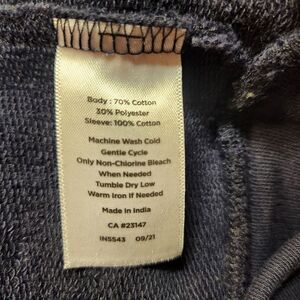 Body : 70% Cotton
30% Polyester
Sleeve: 100% Cotton
Machine Wash Cold
Gentle Cycle
Only Non-Chlorine Bleach
When Needed
Tumble Dry Low
Warm Iron If Needed
Made in India
CA #23147
IN5543 09/21